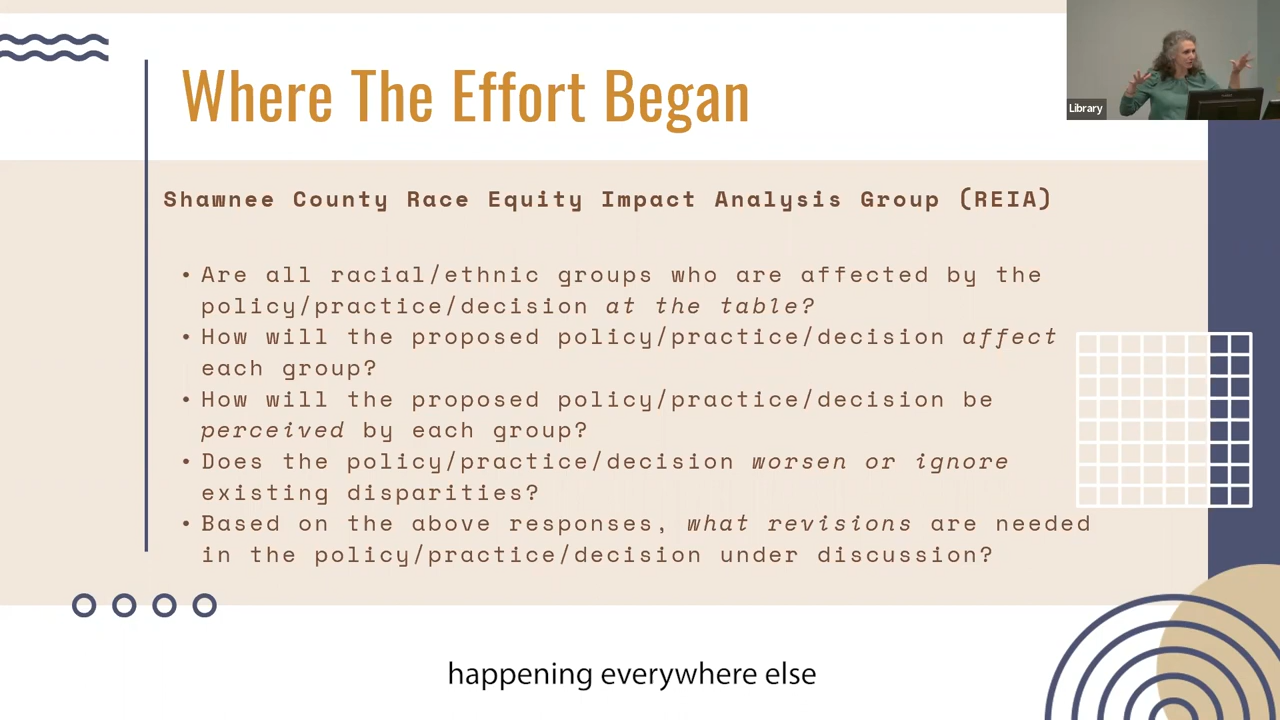 Where The Effort Began
Library
Shawnee County Race Equity Impact Analysis Group (REIA)
• Are all racial/ethnic groups who are affected by the
policy/practice/decision at the table?
• How will the proposed policy/practice/decision affect
each group?
• How will the proposed policy/practice/decision be
perceived by each group?
• Does the policy/practice/decision worsen or ignore
existing disparities?
• Based on the above responses, what revisions are needed
in the policy/practice/decision under discussion?
happening everywhere else